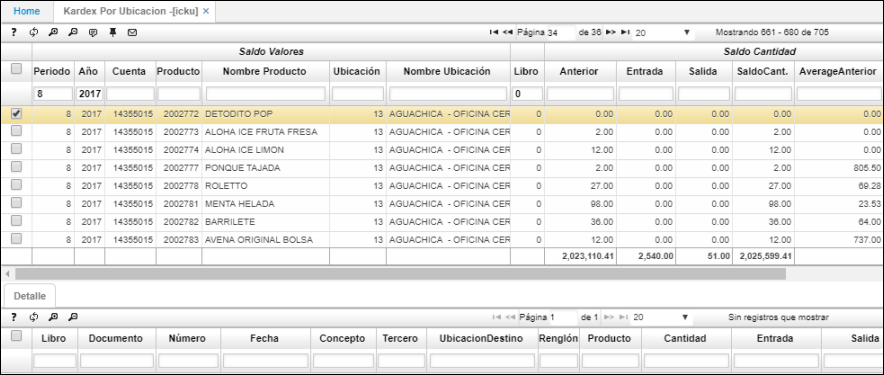 Home Kardex Por Ubicacion -[icku] ×
? Página 34 de 36 20 Mostrando 661 - 680 de 705
Saldo Valores Saldo Cantidad
Periodo Año Cuenta Producto Nombre Producto Ubicación Nombre Ubicación Libro Anterior Entrada Salida SaldoCant. AverageAnterior
8 2017 0
8 2017 14355015 2002772 DETODITO POP 13 AGUACHICA - OFICINA CER 0 0.00 0.00 0.00 0.00 0.00
8 2017 14355015 2002773 ALOHA ICE FRUTA FRESA 13 AGUACHICA - OFICINA CER 0 2.00 0.00 0.00 2.00 0.00
8 2017 14355015 2002774 ALOHA ICE LIMON 13 AGUACHICA - OFICINA CER 0 12.00 0.00 0.00 12.00 0.00
8 2017 14355015 2002777 PONQUE TAJADA 13 AGUACHICA - OFICINA CER 0 2.00 0.00 0.00 2.00 805.50
8 2017 14355015 2002778 ROLETTO 13 AGUACHICA - OFICINA CER 0 27.00 0.00 0.00 27.00 69.28
8 2017 14355015 2002781 MENTA HELADA 13 AGUACHICA - OFICINA CER 0 98.00 0.00 0.00 98.00 23.53
8 2017 14355015 2002782 BARRILETE 13 AGUACHICA - OFICINA CER 0 36.00 0.00 0.00 36.00 64.00
8 2017 14355015 2002783 AVENA ORIGINAL BOLSA 13 AGUACHICA - OFICINA CER 0 12.00 0.00 0.00 12.00 737.00
2,023,110.41 2,540.00 51.00 2,025,599.41
Detalle
? Página 1 de 1 20 Sin registros que mostrar
Libro Documento Número Fecha Concepto Tercero UbicacionDestino Renglón Producto Cantidad Entrada Salida